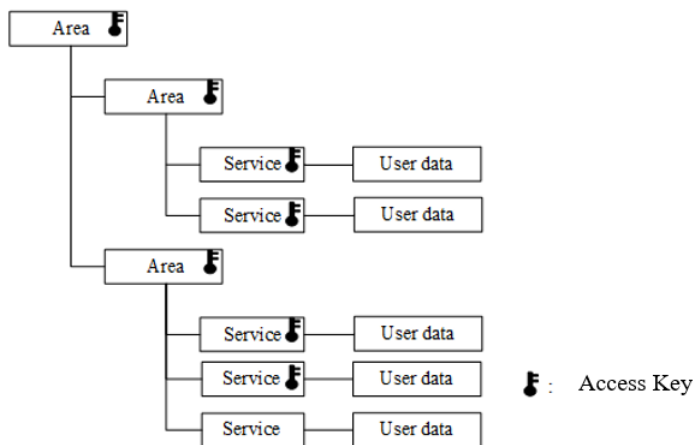 Area
Area
Service User data
Service User data
Area
Service User data
Service User data
: Access Key
Service User data